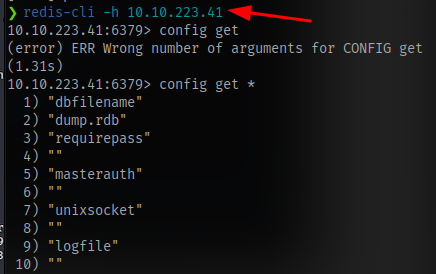 ❯ redis-cli -h 10.10.223.41
10.10.223.41:6379> config get
(error) ERR Wrong number of arguments for CONFIG get
(1.31s)
10.10.223.41:6379> config get *
1) "dbfilename"
2) "dump.rdb"
3) "requirepass"
4) ""
5) "masterauth"
6) ""
7) "unixsocket"
8) ""
9) "logfile"
10) ""